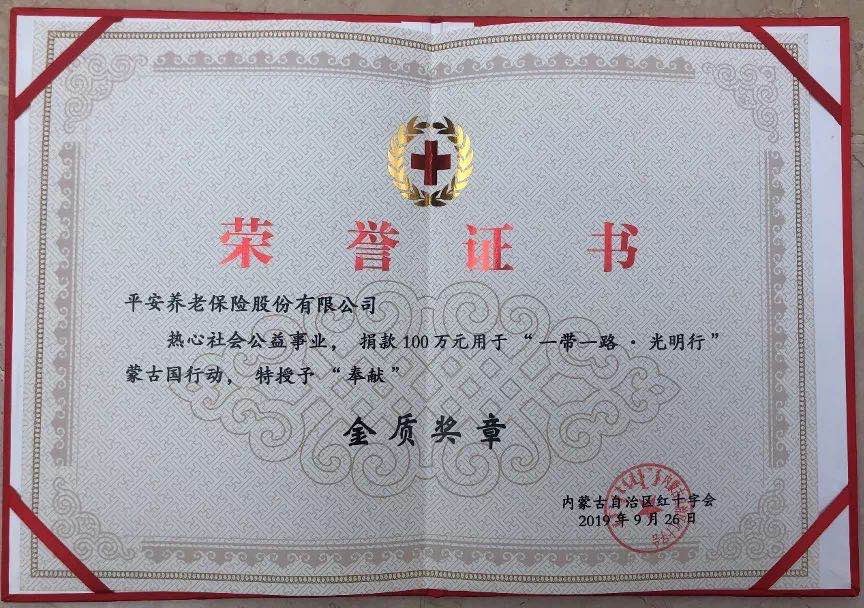 荣誉证书
平安养老保险股份有限公司
热心社会公益事业，捐款100万元用于“一带一路·光明行”
蒙古国行动，特授予“奉献”
金质奖章
内蒙古自治区红十字会
2019年9月26日